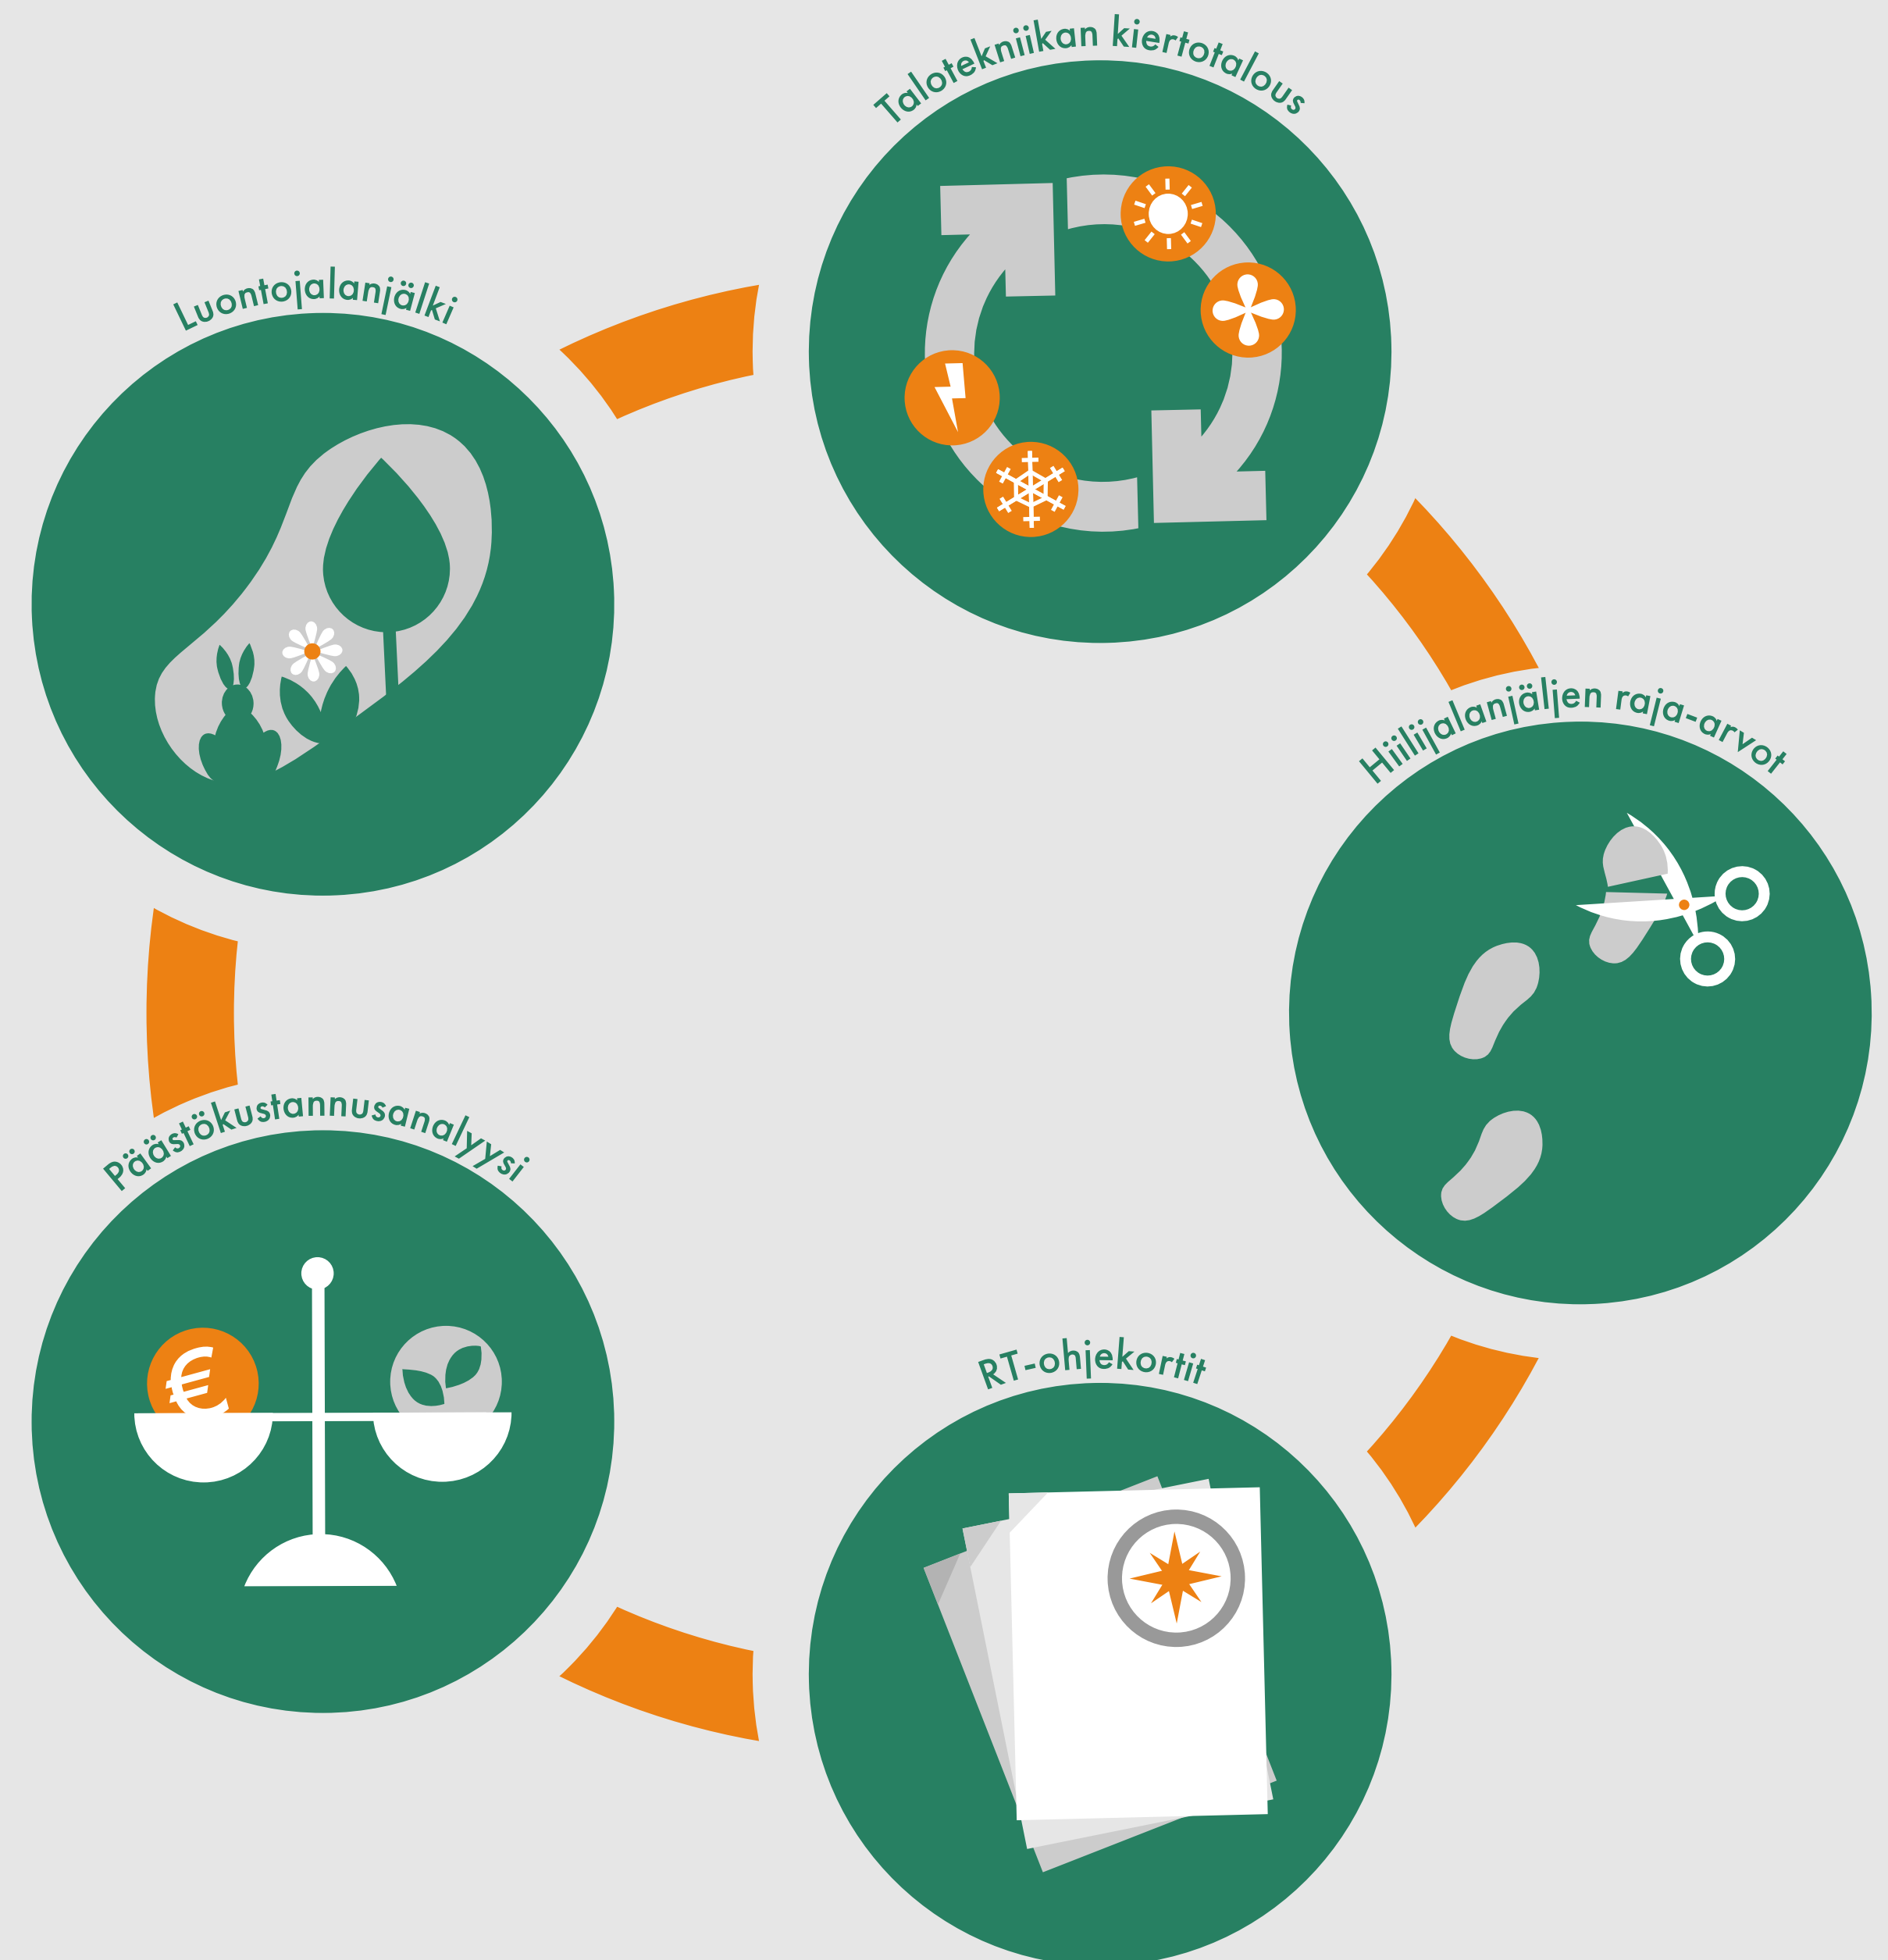 Talotekniikan kiertotalous
Luontojalanjälki
Hiilijalanjäljen raja-arvot
Päästökustannusanalyysi
RT-ohjekortit
€